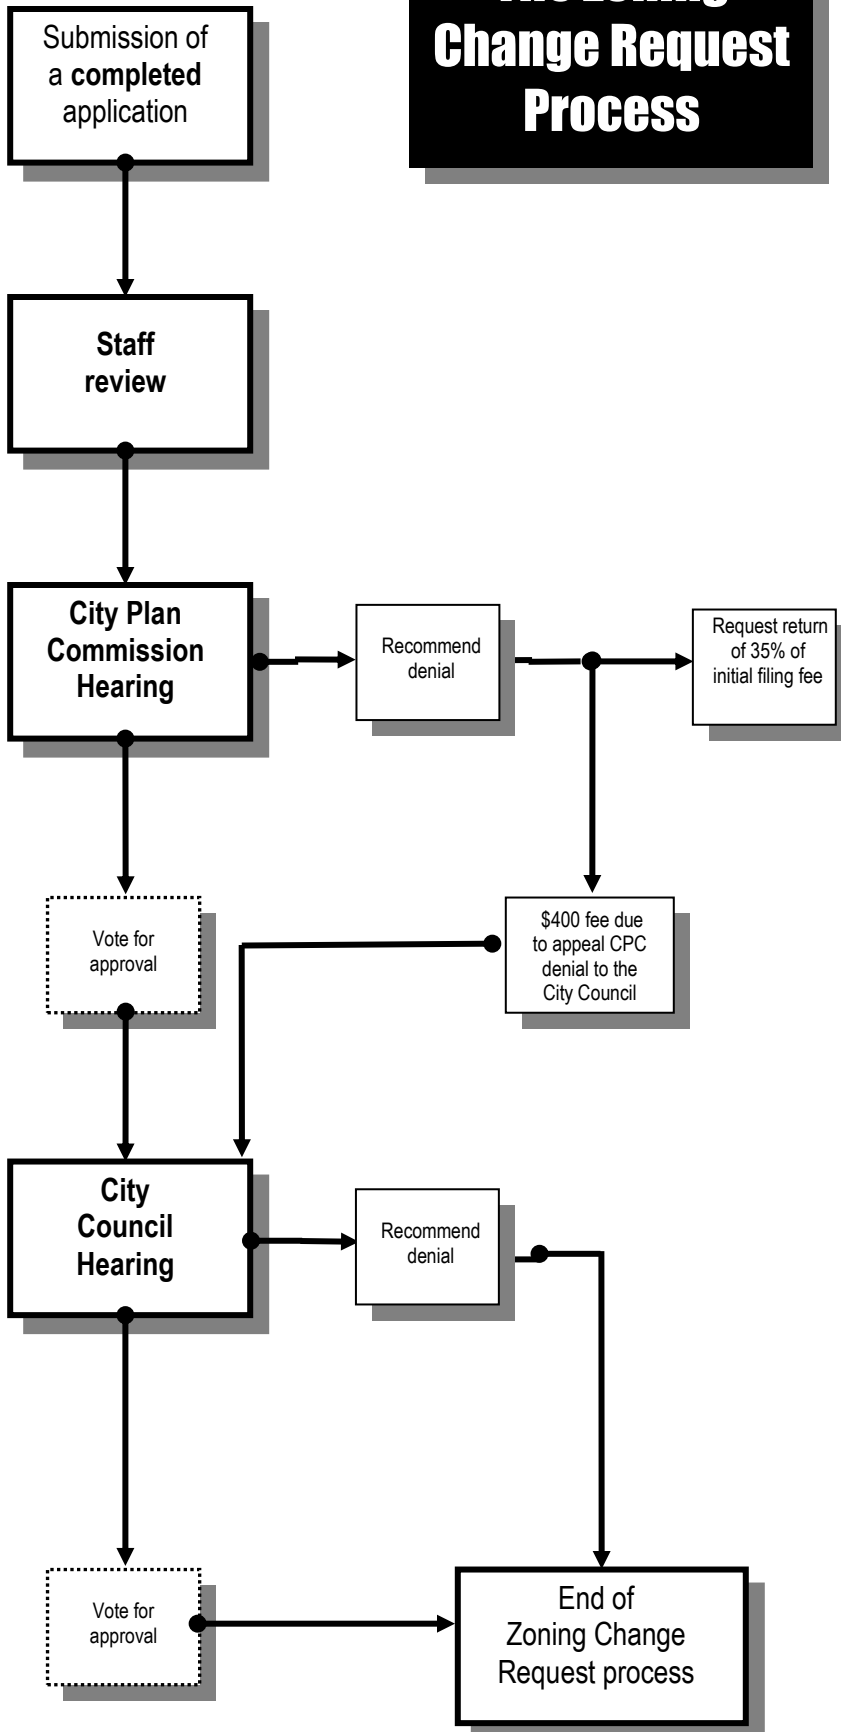 The Zoning
Change Request
Process
Submission of
a completed
application
Staff
review
City Plan
Commission
Hearing
Recommend
denial
Request return
of 35% of
initial filing fee
Vote for
approval
$400 fee due
to appeal CPC
denial to the
City Council
City
Council
Hearing
Recommend
denial
Vote for
approval
End of
Zoning Change
Request process